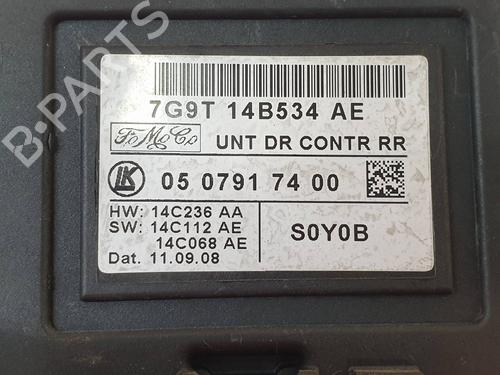 7G9T 14B534 AE
FoMoCo
UNT DR CONTR RR
LK
05 0791 74 00
HW: 14C236 AA
SW: 14C112 AE
14C068 AE
Dat. 11.09.08
S0Y0B
B-PARTS